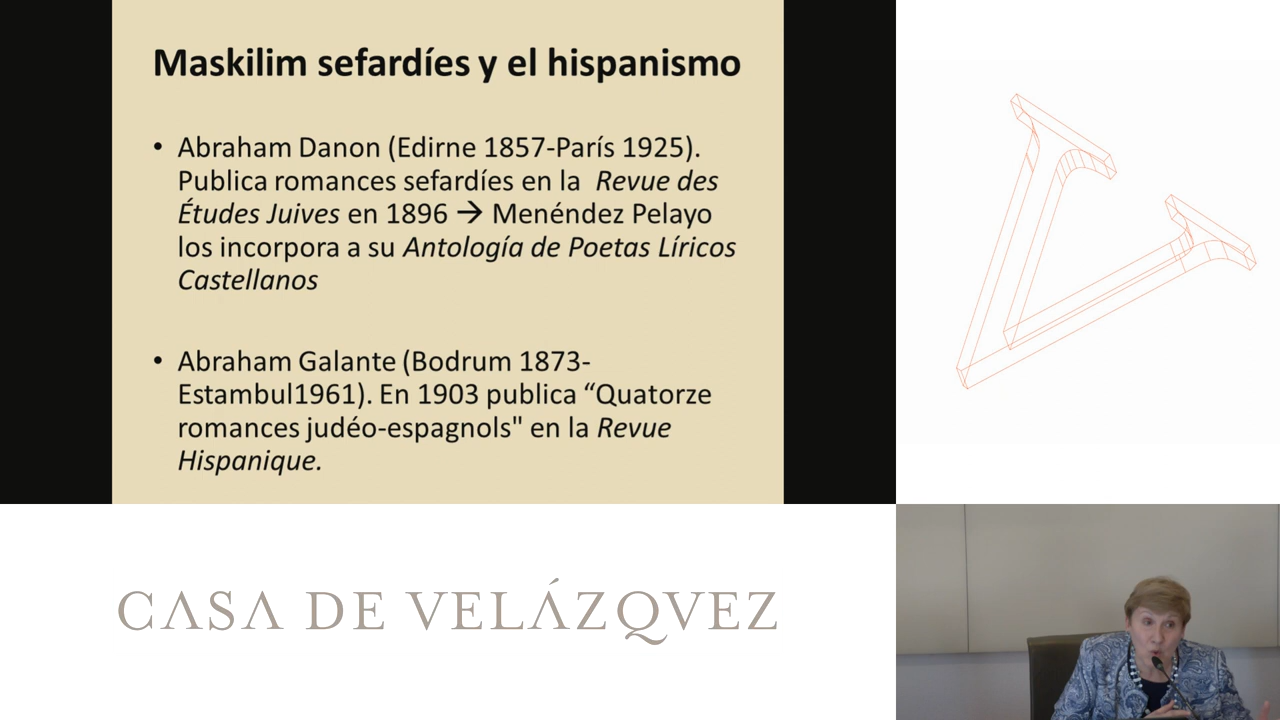 Maskilim sefardíes y el hispanismo
• Abraham Danon (Edirne 1857-París 1925).
Publica romances sefardíes en la Revue des
Études Juives en 1896 → Menéndez Pelayo
los incorpora a su Antología de Poetas Líricos
Castellanos
• Abraham Galante (Bodrum 1873-
Estambul1961). En 1903 publica “Quatorze
romances judéo-espagnols" en la Revue
Hispanique.
CASA DE VELÁZQVEZ